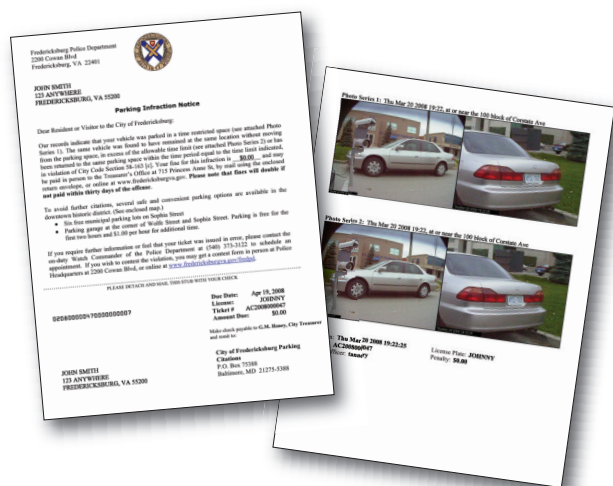 Fredericksburg Police Department
2200 Cowan Blvd
Fredericksburg, VA 22401
JOHN SMITH
123 ANYWHERE
FREDERICKSBURG, VA 55200
Parking Infraction Notice
Dear Resident or Visitor to the City of Fredericksburg:
Our records indicate that your vehicle was parked in a time restricted space (see attached Photo
Series 1). The same vehicle was found to have remained at the same location without moving
from the parking space, in excess of the allowable time limit (see attached Photo Series 2) or has
been returned to the same parking space within the time period equal to the time limit indicated,
in violation of City Code Section 58-163 [c]. Your fine for this infraction is $0.00 and may
be paid in person to the Treasurer's Office at 715 Princess Anne St, by mail using the enclosed
return envelope, or online at www.fredericksburgva.gov. Please note that fines will double if
not paid within thirty days of the offense.
To avoid further citations, several safe and convenient parking options are available in the
downtown historic district. (See enclosed map.)
• Six free municipal parking lots on Sophia Street
• Parking garage at the corner of Wolfe Street and Sophia Street. Parking is free for the
first two hours and $1.00 per hour for additional time.
If you require further information or feel that your ticket was issued in error, please contact the
on-duty Watch Commander of the Police Department at (540) 373-3122 to schedule an
appointment. If you wish to contest the violation, you may get a contest form in person at Police
Headquarters at 2200 Cowan Blvd, or online at www.fredericksburgva.gov/fredpd.
PLEASE DETACH AND MAIL THIS STUB WITH YOUR CHECK
Due Date: Apr 19, 2008
License: JOHNNY
Ticket # AC2008000047
Amount Due: $0.00
Make check payable to G.M. Haney, City Treasurer
and remit to:
City of Fredericksburg Parking
Citations
P.O. Box 75388
Baltimore, MD 21275-5388
JOHN SMITH
123 ANYWHERE
FREDERICKSBURG, VA 55200
Photo Series 1: Thu Mar 20 2008 19:22, at or near the 100 block of Corstate Ave
Photo Series 2: Thu Mar 20 2008 19:22, at or near the 100 block of Corstate Ave
Thu Mar 20 2008 19:22:25
License Plate: JOHNNY
Penalty: $0.00